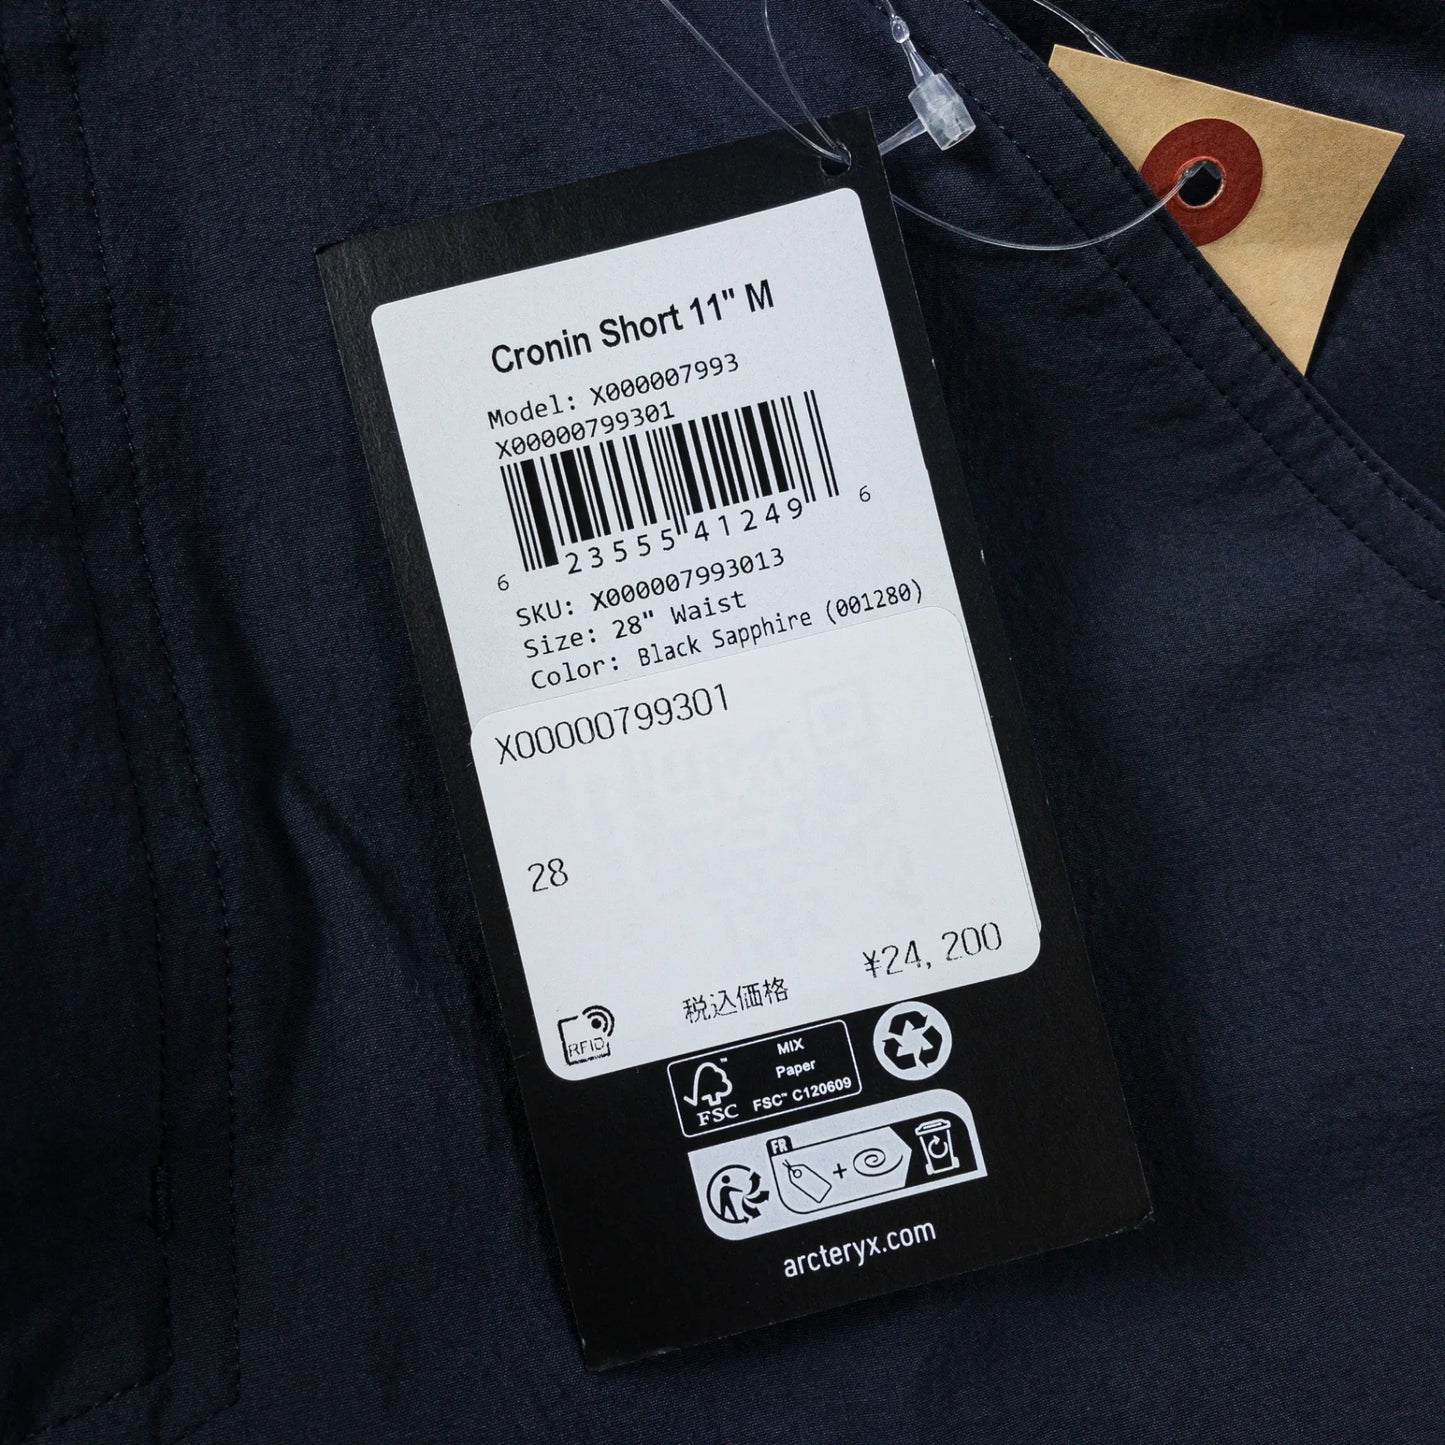 Cronin Short 11" M
Model: X000007993
X00000799301
6 23555 41249 6
SKU: X000007993013
Size: 28" Waist
Color: Black Sapphire (001280)
X00000799301
28
¥24,200
税込価格
RFID
FSC™
MIX
Paper
FSC™ C120609
FR
+
arcteryx.com